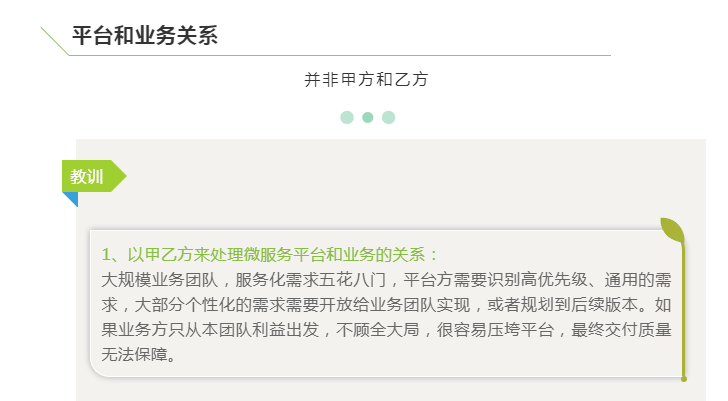 平台和业务关系
并非甲方和乙方
教训
1、以甲乙方来处理微服务平台和业务的关系：
大规模业务团队，服务化需求五花八门，平台方需要识别高优先级、通用的需
求，大部分个性化的需求需要开放给业务团队实现，或者规划到后续版本。如
果业务方只从本团队利益出发，不顾全大局，很容易压垮平台，最终交付质量
无法保障。